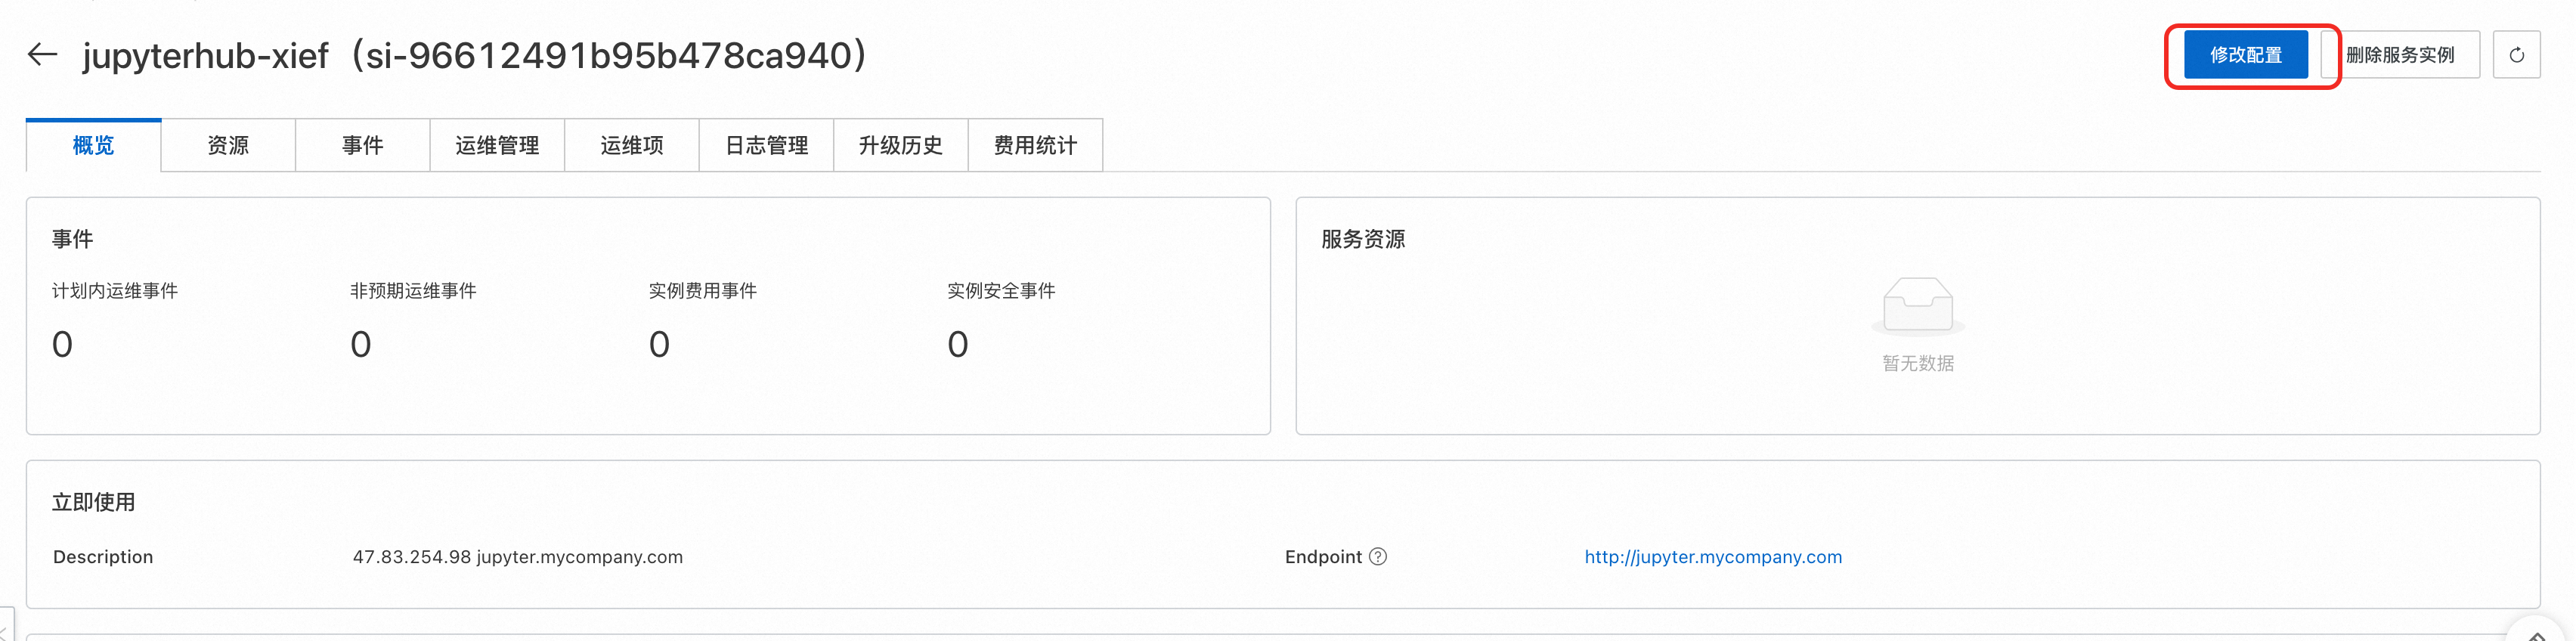 jupyterhub-xief（si-96612491b95b478ca940）
修改配置 删除服务实例
概览 资源 事件 运维管理 运维项 日志管理 升级历史 费用统计
事件
计划内运维事件 非预期运维事件 实例费用事件 实例安全事件
0 0 0 0
服务资源
暂无数据
立即使用
Description 47.83.254.98 jupyter.mycompany.com Endpoint ? http://jupyter.mycompany.com